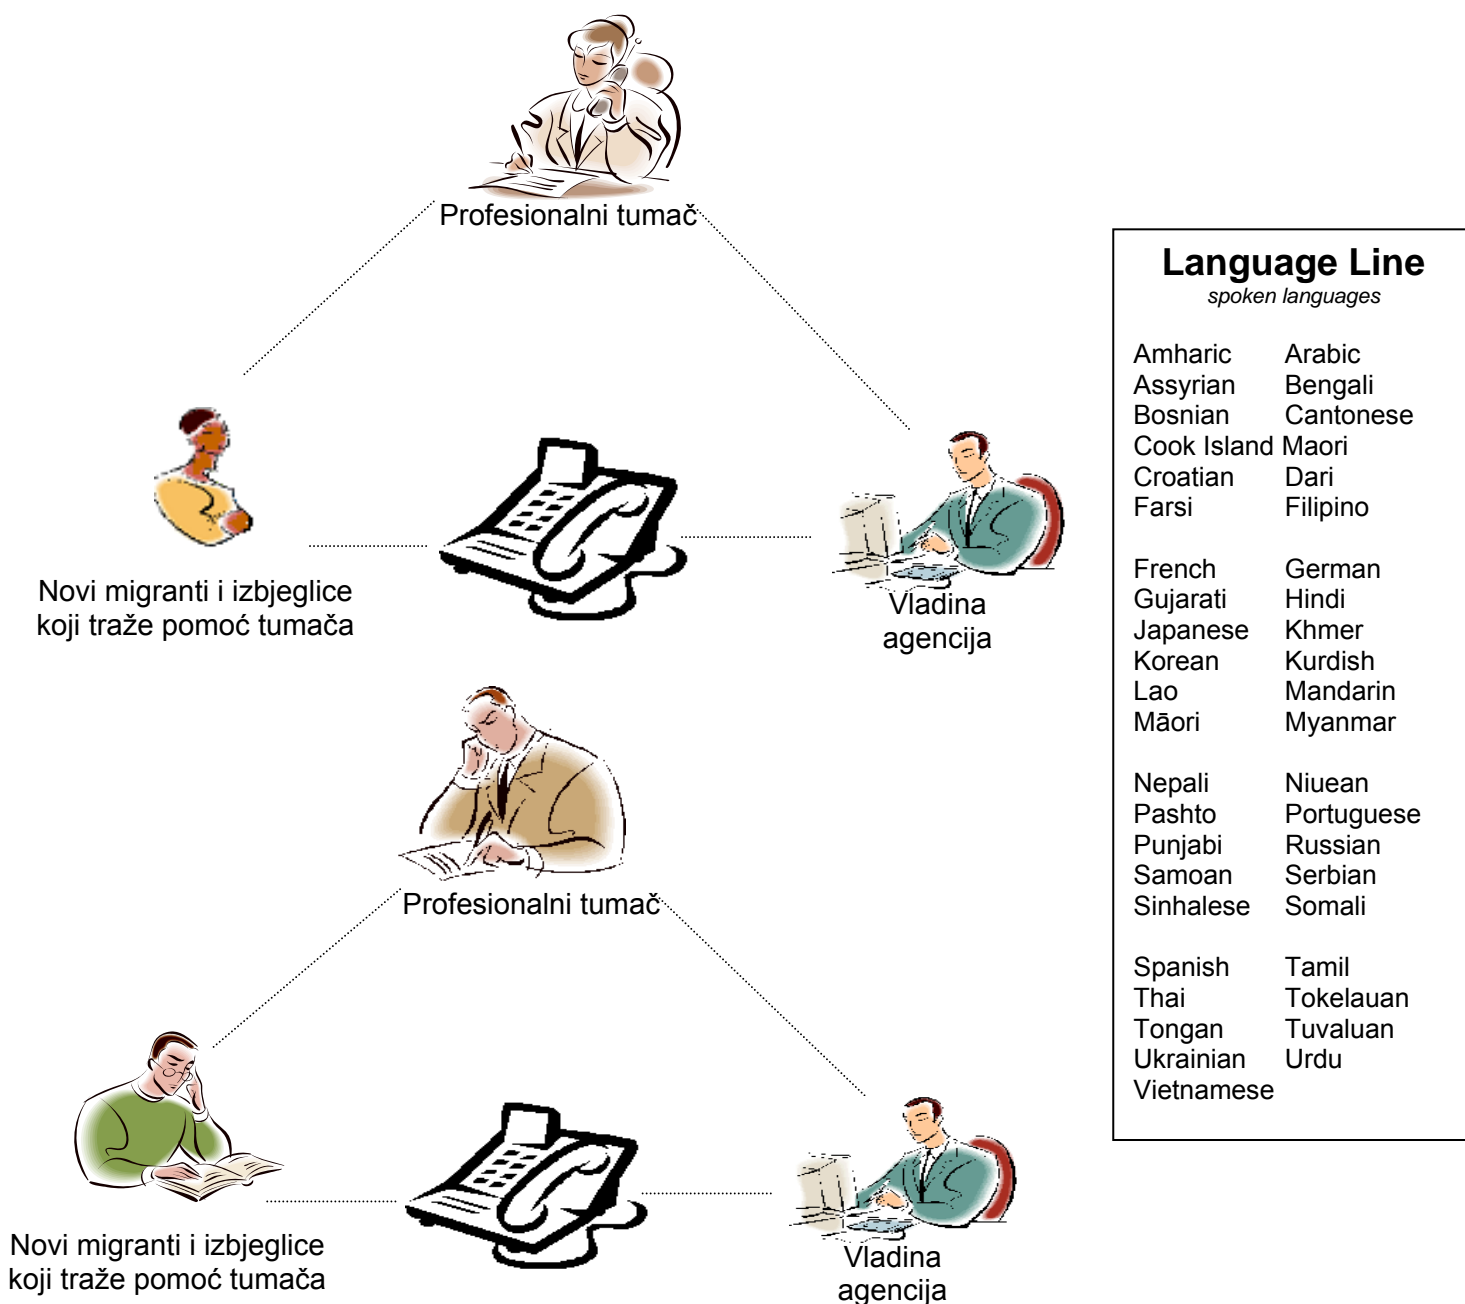 Profesionalni tumač
Novi migranti i izbjeglice
koji traže pomoć tumača
Vladina
agencija
Profesionalni tumač
Novi migranti i izbjeglice
koji traže pomoć tumača
Vladina
agencija
Language Line
spoken languages
Amharic Arabic
Assyrian Bengali
Bosnian Cantonese
Cook Island Maori
Croatian Dari
Farsi Filipino
French German
Gujarati Hindi
Japanese Khmer
Korean Kurdish
Lao Mandarin
Māori Myanmar
Nepali Niuean
Pashto Portuguese
Punjabi Russian
Samoan Serbian
Sinhalese Somali
Spanish Tamil
Thai Tokelauan
Tongan Tuvaluan
Ukrainian Urdu
Vietnamese